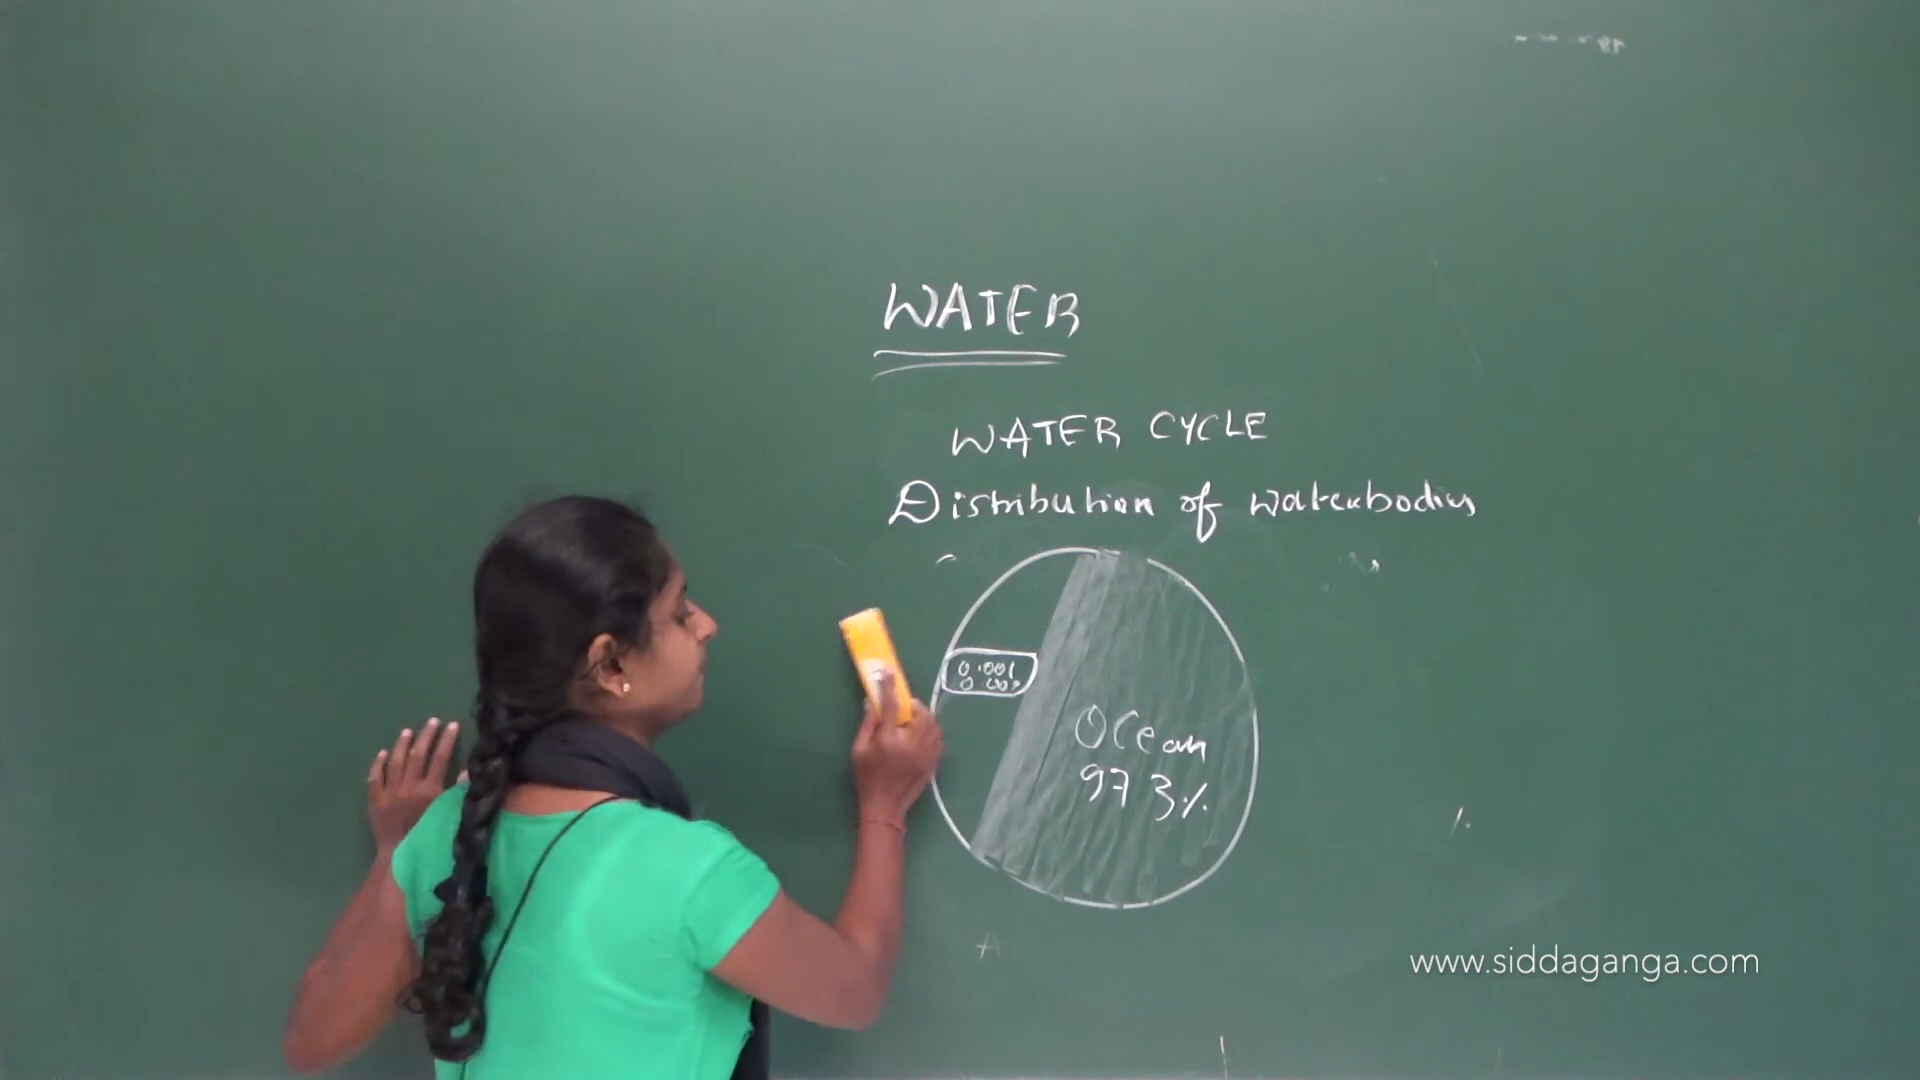 WATER
WATER CYCLE
Distribution of waterbodies
0.001
Ocean
97 3%
www.siddaganga.com